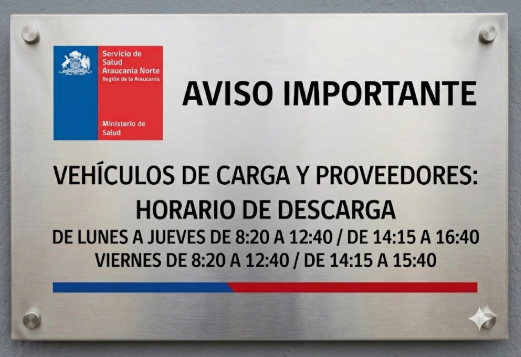 Servicio de
Salud
Araucanía Norte
Región de la Araucanía
Ministerio de
Salud
AVISO IMPORTANTE
VEHÍCULOS DE CARGA Y PROVEEDORES:
HORARIO DE DESCARGA
DE LUNES A JUEVES DE 8:20 A 12:40 / DE 14:15 A 16:40
VIERNES DE 8:20 A 12:40 / DE 14:15 A 15:40